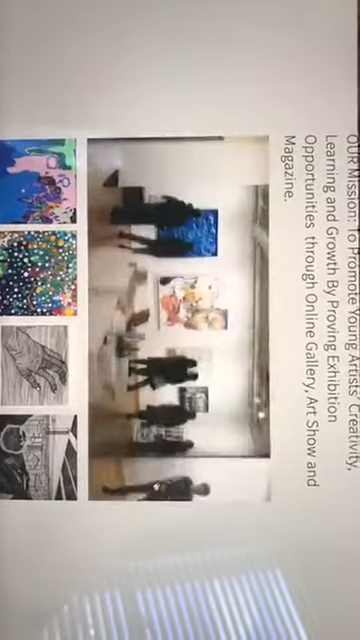 OUR Mission: To Promote Young Artists' Creativity,
Learning and Growth By Proving Exhibition
Opportunities through Online Gallery, Art Show and
Magazine.